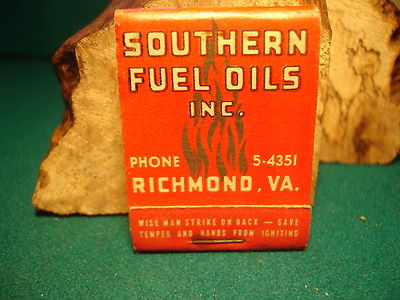 SOUTHERN
FUEL OILS
INC.
PHONE 5-4351
RICHMOND, VA.
WISE MAN STRIKE ON BACK — SAVE
TEMPER AND HANDS FROM IGNITING